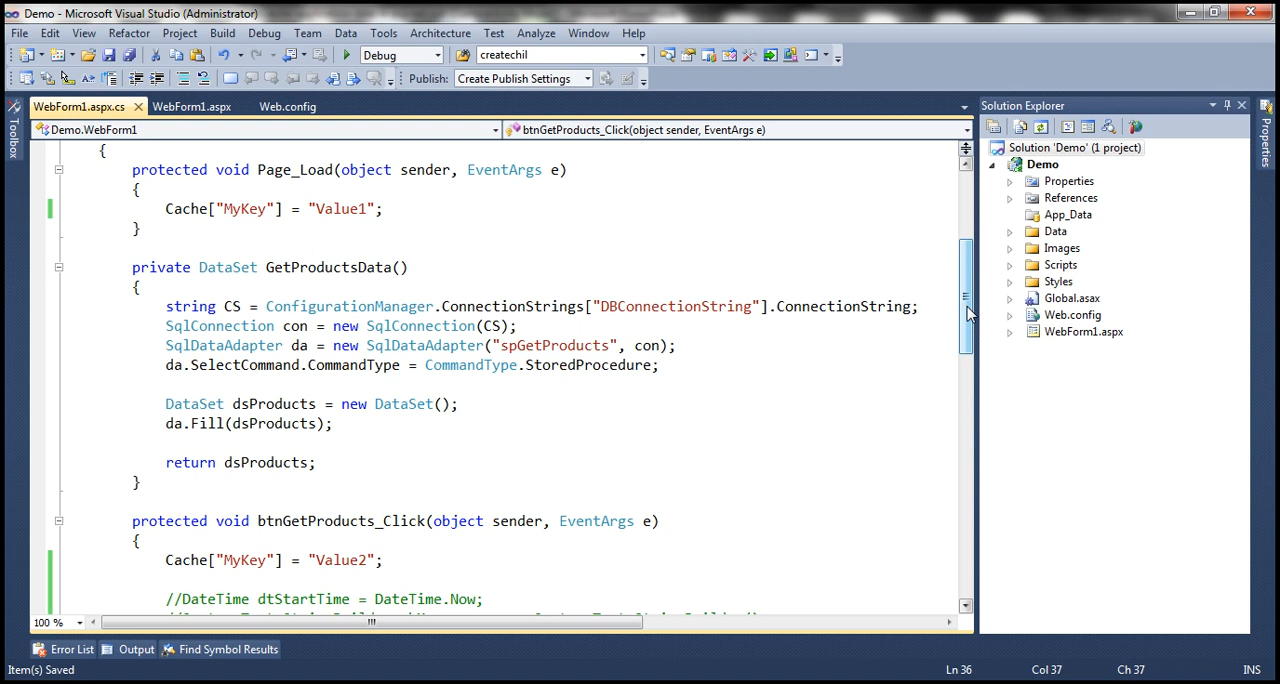 Demo - Microsoft Visual Studio (Administrator)
File Edit View Refactor Project Build Debug Team Data Tools Architecture Test Analyze Window Help
Debug createchil
Publish: Create Publish Settings
WebForm1.aspx.cs WebForm1.aspx Web.config
Solution Explorer
Toolbox
Properties
Demo.WebForm1 btnGetProducts_Click(object sender, EventArgs e)
{
protected void Page_Load(object sender, EventArgs e)
{
Cache["MyKey"] = "Value1";
}
private DataSet GetProductsData()
{
string CS = ConfigurationManager.ConnectionStrings["DBConnectionString"].ConnectionString;
SqlConnection con = new SqlConnection(CS);
SqlDataAdapter da = new SqlDataAdapter("spGetProducts", con);
da.SelectCommand.CommandType = CommandType.StoredProcedure;
DataSet dsProducts = new DataSet();
da.Fill(dsProducts);
return dsProducts;
}
protected void btnGetProducts_Click(object sender, EventArgs e)
{
Cache["MyKey"] = "Value2";
//DateTime dtStartTime = DateTime.Now;
Solution 'Demo' (1 project)
Demo
Properties
References
App_Data
Data
Images
Scripts
Styles
Global.asax
Web.config
WebForm1.aspx
100 %
Error List Output Find Symbol Results
Item(s) Saved Ln 36 Col 37 Ch 37 INS